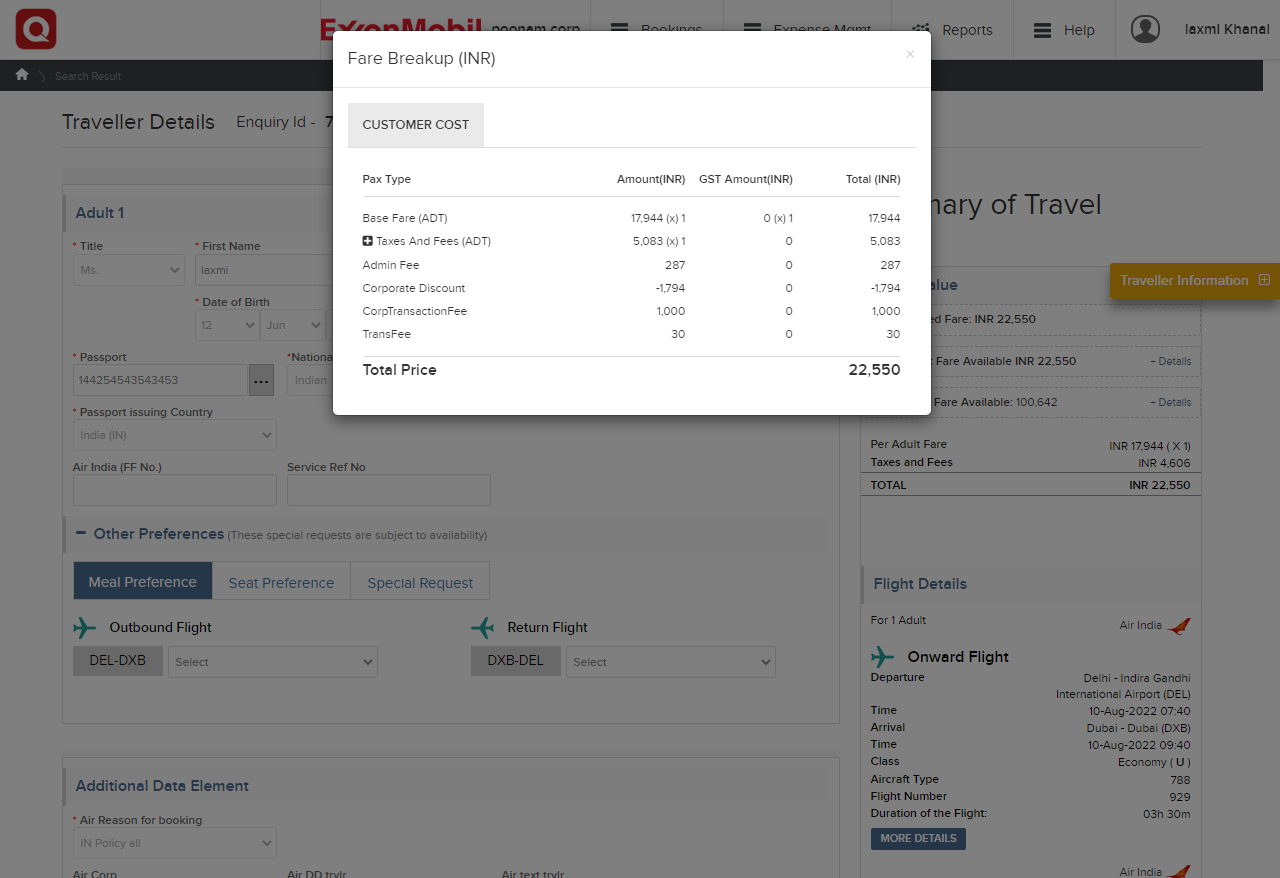 ExxonMobil poonam corp Bookings Expense Mgmt Reports Help laxmi Khanal
Search Result
Fare Breakup (INR) ×
CUSTOMER COST
Pax Type Amount(INR) GST Amount(INR) Total (INR)
Base Fare (ADT) 17,944 (x) 1 0 (x) 1 17,944
Taxes And Fees (ADT) 5,083 (x) 1 0 5,083
Admin Fee 287 0 287
Corporate Discount -1,794 0 -1,794
CorpTransactionFee 1,000 0 1,000
TransFee 30 0 30
Total Price 22,550
Traveller Details Enquiry Id - 7
Adult 1
* Title * First Name
Ms. laxmi
* Date of Birth
12 Jun
* Passport *Nationa
144254543543453 ... Indian
* Passport issuing Country
India (IN)
Air India (FF No.) Service Ref No
Other Preferences (These special requests are subject to availability)
Meal Preference Seat Preference Special Request
Outbound Flight Return Flight
DEL-DXB Select DXB-DEL Select
Additional Data Element
* Air Reason for booking
IN Policy all
Air Corp Air DD trvlr Air text trvlr
mary of Travel
alue
Traveller Information
ed Fare: INR 22,550
t Fare Available INR 22,550 - Details
Fare Available: 100,642 - Details
Per Adult Fare INR 17,944 ( X 1)
Taxes and Fees INR 4,606
TOTAL INR 22,550
Flight Details
For 1 Adult Air India
Onward Flight
Departure Delhi - Indira Gandhi
International Airport (DEL)
Time 10-Aug-2022 07:40
Arrival Dubai - Dubai (DXB)
Time 10-Aug-2022 09:40
Class Economy ( U )
Aircraft Type 788
Flight Number 929
Duration of the Flight: 03h 30m
MORE DETAILS
Air India